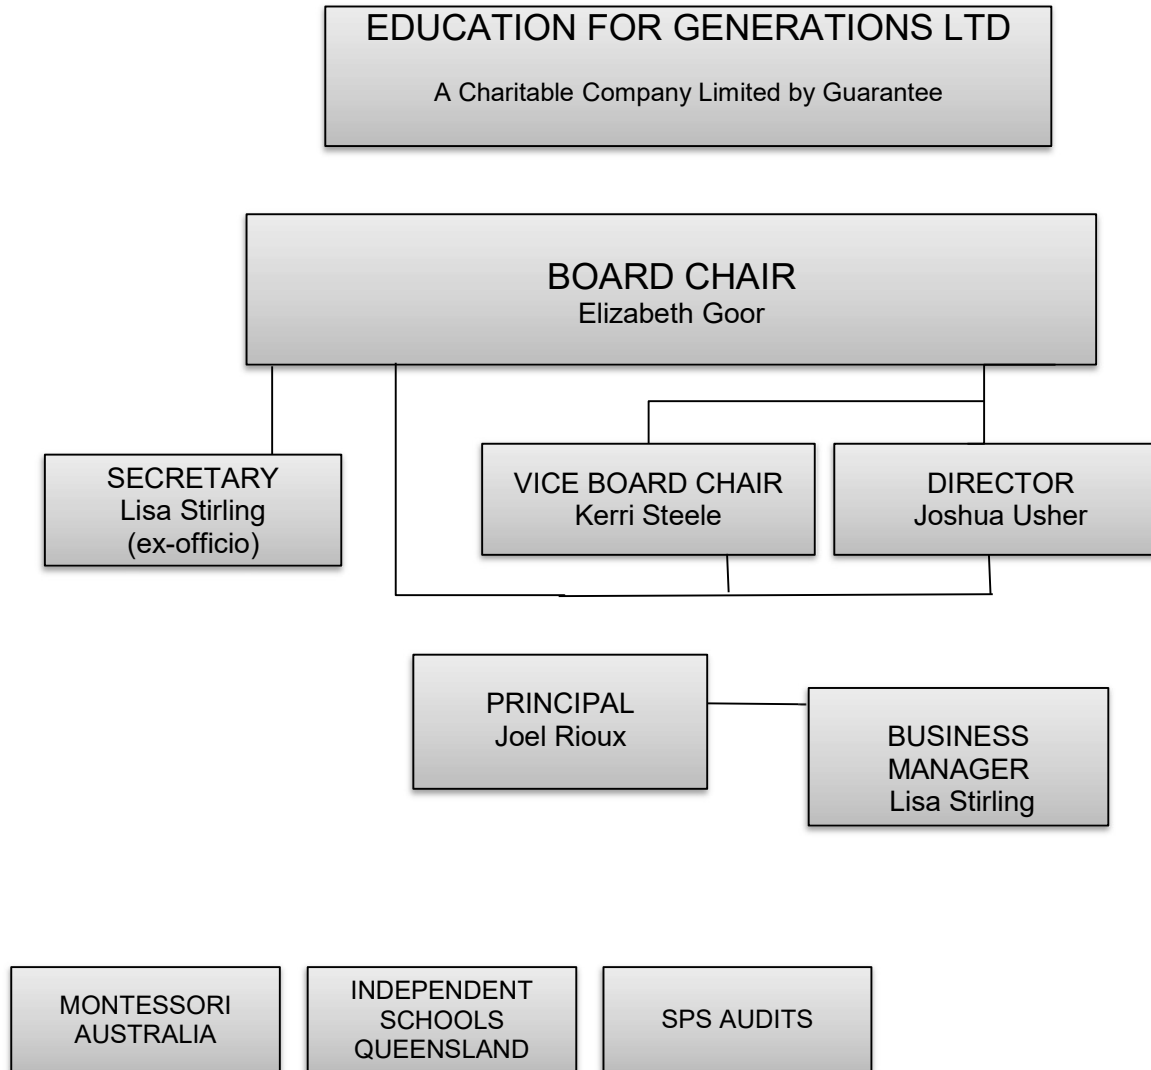 EDUCATION FOR GENERATIONS LTD
A Charitable Company Limited by Guarantee
BOARD CHAIR
Elizabeth Goor
SECRETARY
Lisa Stirling
(ex-officio)
VICE BOARD CHAIR
Kerri Steele
DIRECTOR
Joshua Usher
PRINCIPAL
Joel Rioux
BUSINESS
MANAGER
Lisa Stirling
MONTESSORI
AUSTRALIA
INDEPENDENT
SCHOOLS
QUEENSLAND
SPS AUDITS